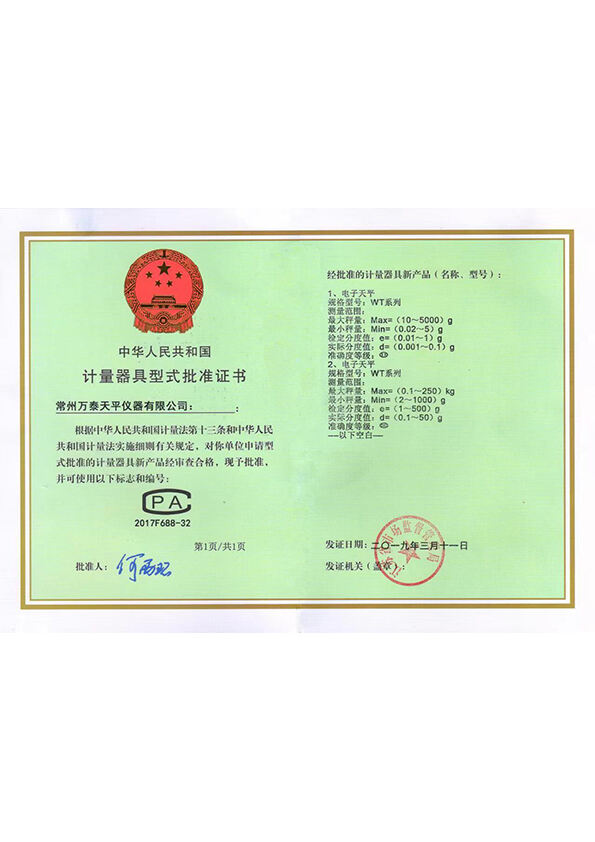 中华人民共和国
计量器具型式批准证书
常州万泰天平仪器有限公司：
根据中华人民共和国计量法第十三条和中华人民
共和国计量法实施细则有关规定，对你单位申请型
式批准的计量器具新产品经审查合格，现予批准，
并可使用以下标志和编号：
CPA
2017F688-32
第1页/共1页
批准人：
经批准的计量器具新产品（名称、型号）：
1、电子天平
规格型号：WT系列
测量范围：
最大秤量：Max=（10～5000）g
最小秤量：Min=（0.02～5）g
检定分度值：e=（0.01～1）g
实际分度值：d=（0.001～0.1）g
准确度等级：Ⅱ
2、电子天平
规格型号：WT系列
测量范围：
最大秤量：Max=（0.1～250）kg
最小秤量：Min=（2～1000）g
检定分度值：e=（1～500）g
实际分度值：d=（0.1～50）g
准确度等级：Ⅱ
——以下空白——
发证日期：二〇一九年三月十一日
发证机关（盖章）：